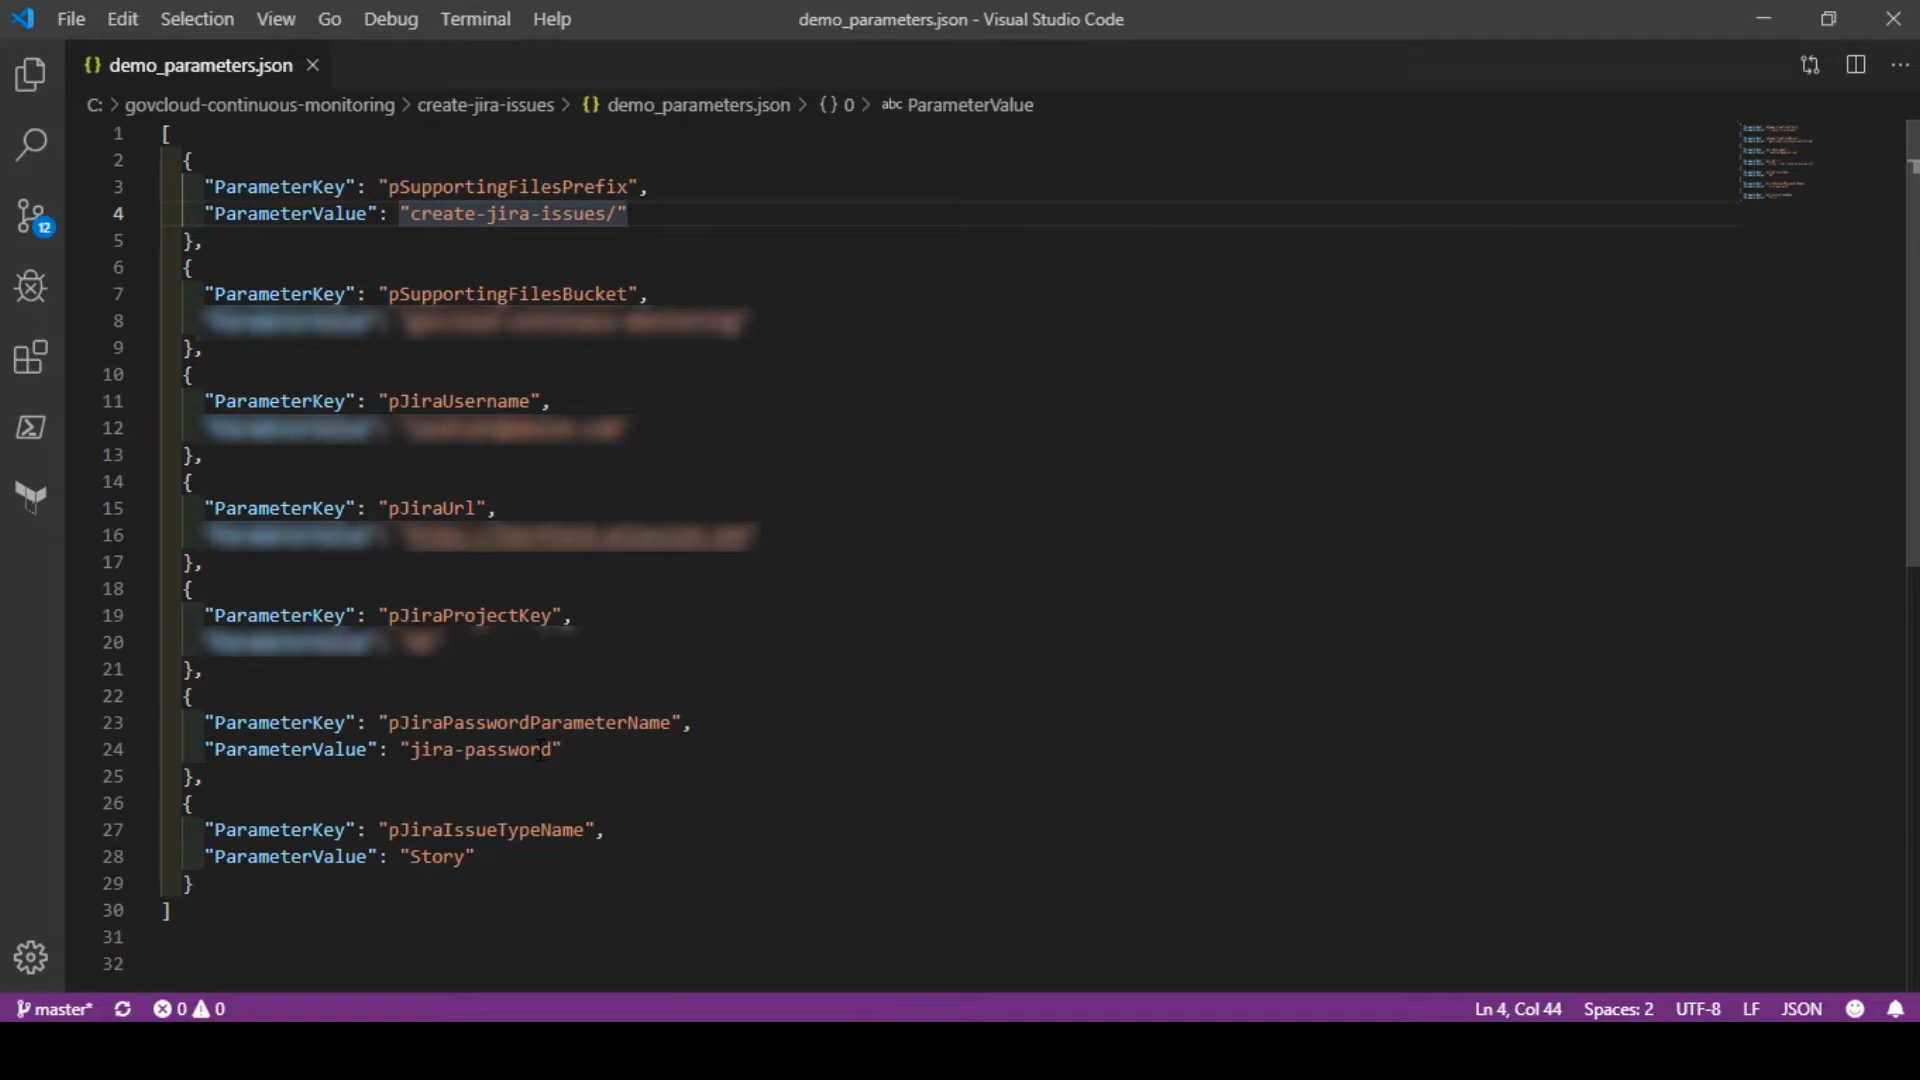 File Edit Selection View Go Debug Terminal Help demo_parameters.json - Visual Studio Code
{} demo_parameters.json
C: > govcloud-continuous-monitoring > create-jira-issues > {} demo_parameters.json > {} 0 > abc ParameterValue
1 [
2 {
3 "ParameterKey": "pSupportingFilesPrefix",
4 "ParameterValue": "create-jira-issues/"
5 },
6 {
7 "ParameterKey": "pSupportingFilesBucket",
8
9 },
10 {
11 "ParameterKey": "pJiraUsername",
12
13 },
14 {
15 "ParameterKey": "pJiraUrl",
16
17 },
18 {
19 "ParameterKey": "pJiraProjectKey",
20
21 },
22 {
23 "ParameterKey": "pJiraPasswordParameterName",
24 "ParameterValue": "jira-password"
25 },
26 {
27 "ParameterKey": "pJiraIssueTypeName",
28 "ParameterValue": "Story"
29 }
30 ]
31
32
12
master* 0 0 Ln 4, Col 44 Spaces: 2 UTF-8 LF JSON